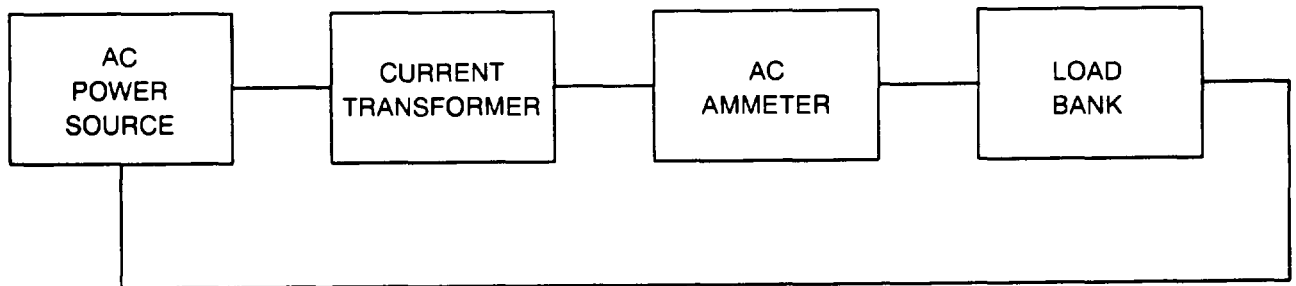 AC
POWER
SOURCE
CURRENT
TRANSFORMER
AC
AMMETER
LOAD
BANK